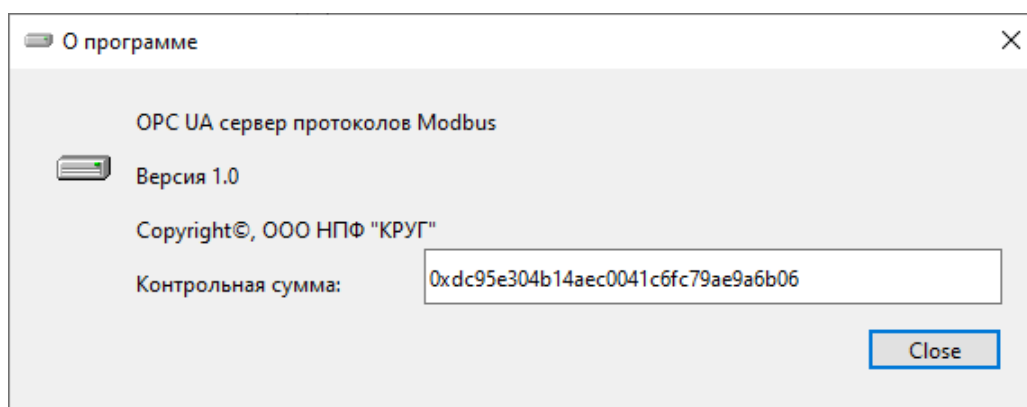 О программе
OPC UA сервер протоколов Modbus
Версия 1.0
Copyright©, ООО НПФ "КРУГ"
Контрольная сумма: 0xdc95e304b14aec0041c6fc79ae9a6b06
Close